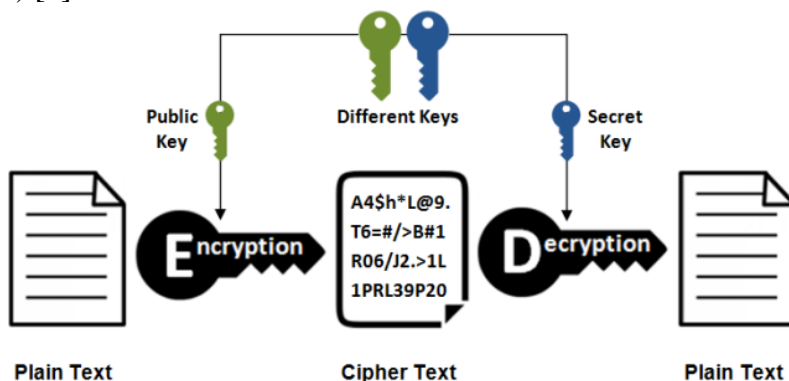 Public
Key
Different Keys
Secret
Key
Encryption
A4$h*L@9.
T6=#/>B#1
R06/J2.>1L
1PRL39P20
Decryption
Plain Text
Cipher Text
Plain Text